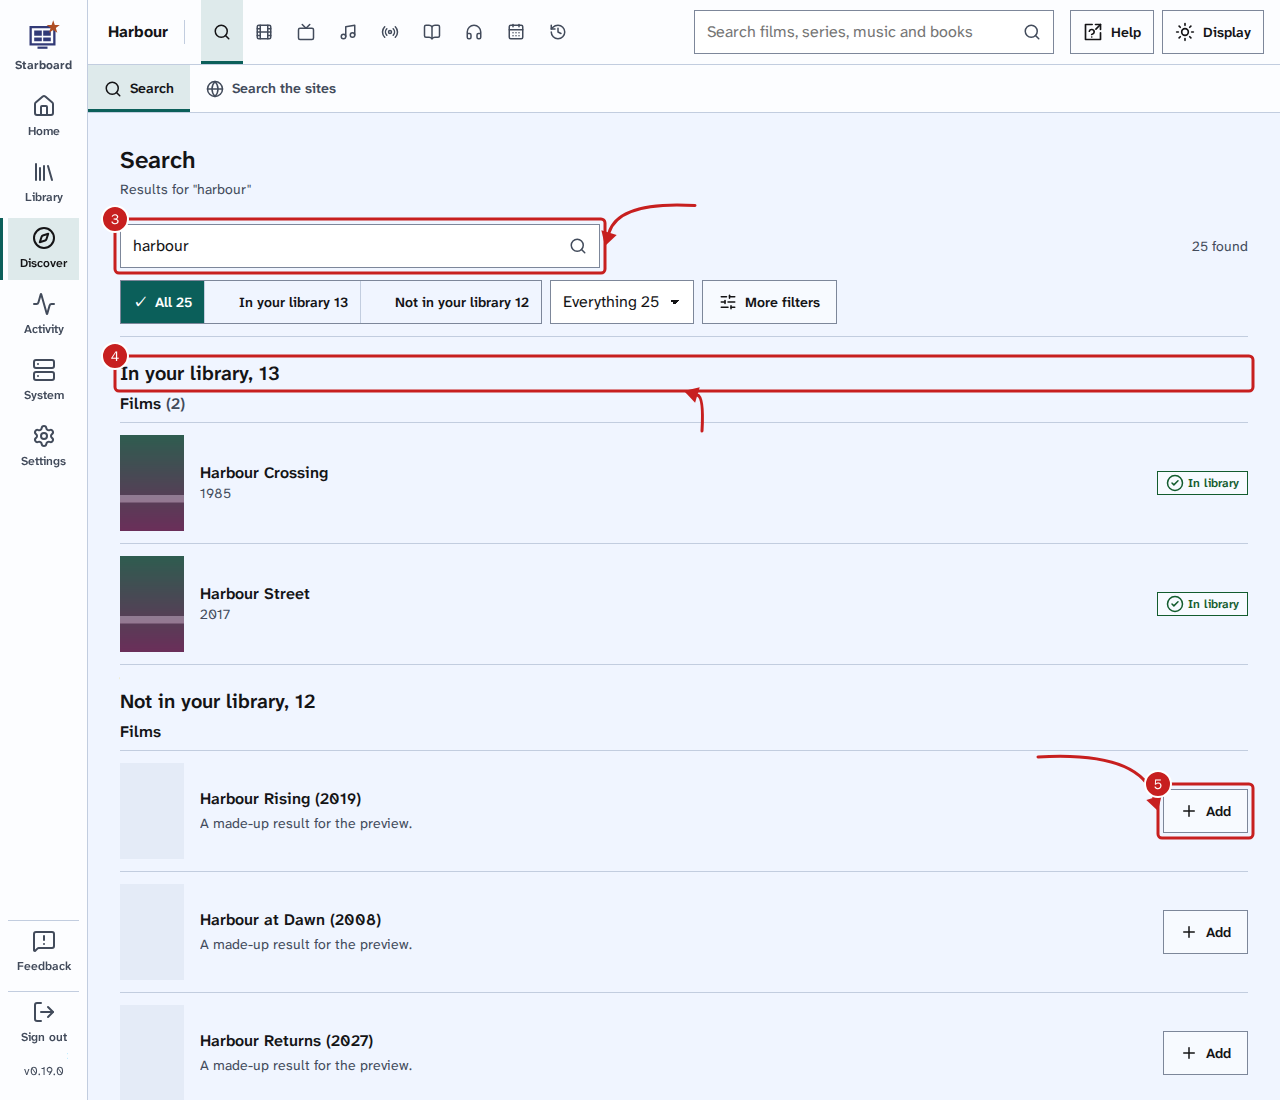 Starboard
Home
Library
Discover
Activity
System
Settings
Feedback
Sign out
v0.19.0
Harbour
Search films, series, music and books
Help
Display
Search
Search the sites
Search
Results for "harbour"
3
harbour
25 found
✓ All 25
In your library 13
Not in your library 12
Everything 25
More filters
4
In your library, 13
Films (2)
Harbour Crossing
1985
In library
Harbour Street
2017
In library
Not in your library, 12
Films
Harbour Rising (2019)
A made-up result for the preview.
5
Add
Harbour at Dawn (2008)
A made-up result for the preview.
Add
Harbour Returns (2027)
A made-up result for the preview.
Add